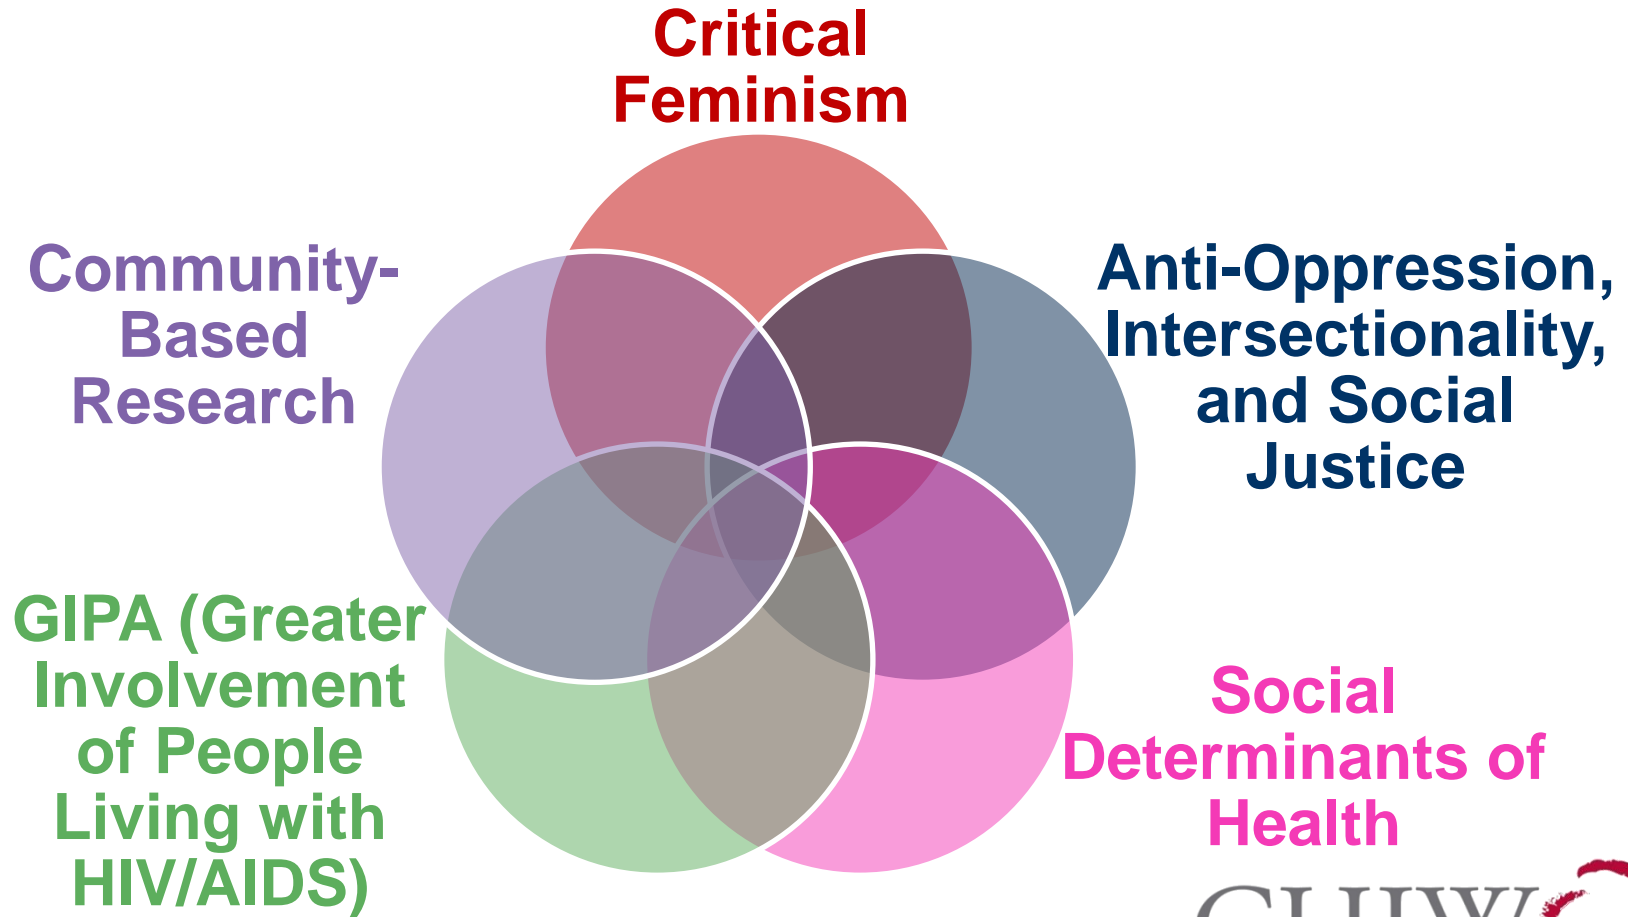 Critical
Feminism
Community-
Based
Research
Anti-Oppression,
Intersectionality,
and Social
Justice
GIPA (Greater
Involvement
of People
Living with
HIV/AIDS)
Social
Determinants of
Health